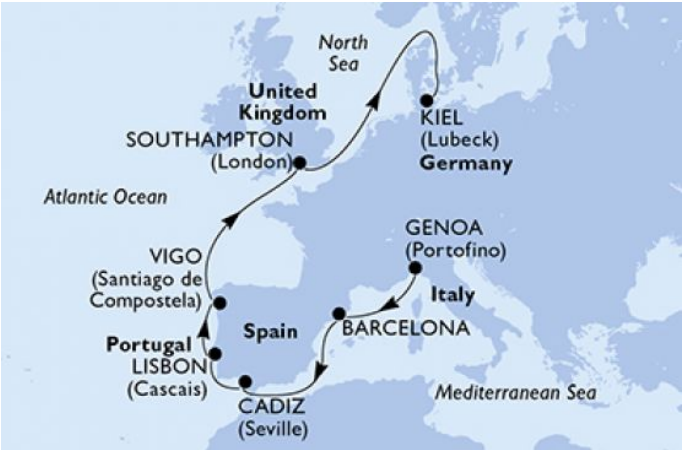 North
Sea
United
Kingdom
SOUTHAMPTON
(London)
KIEL
(Lubeck)
Germany
Atlantic Ocean
VIGO
(Santiago de
Compostela)
GENOA
(Portofino)
Italy
BARCELONA
Spain
Portugal
LISBON
(Cascais)
CADIZ
(Seville)
Mediterranean Sea